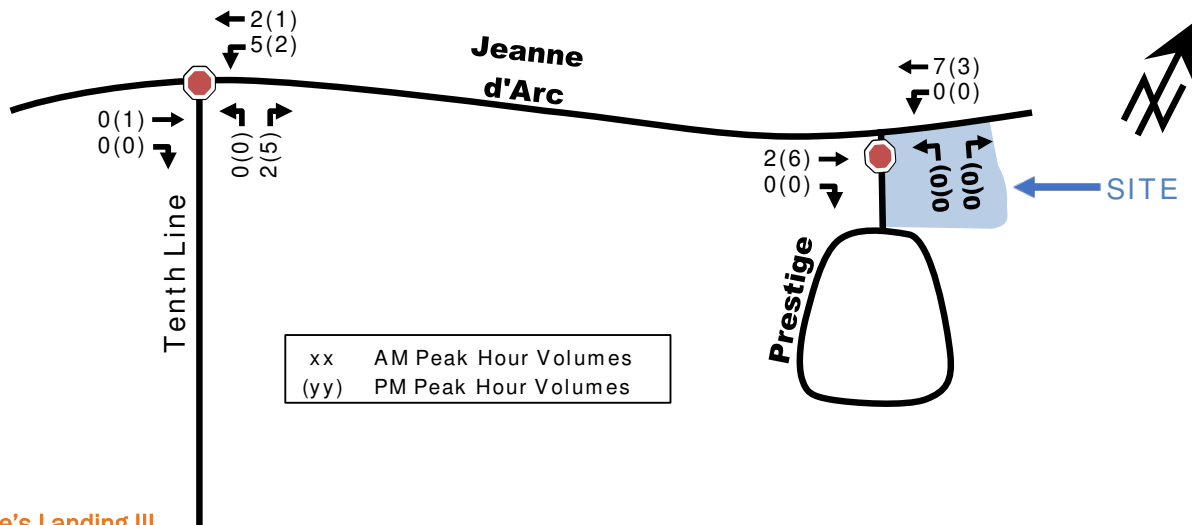 2(1)
5(2)
Jeanne
d'Arc
7(3)
0(0)
0(1)
0(0)
0(0)
2(5)
2(6)
0(0)
0(0)
0(0)
SITE
Tenth Line
Prestige
xx AM Peak Hour Volumes
(yy) PM Peak Hour Volumes
e's Landing III